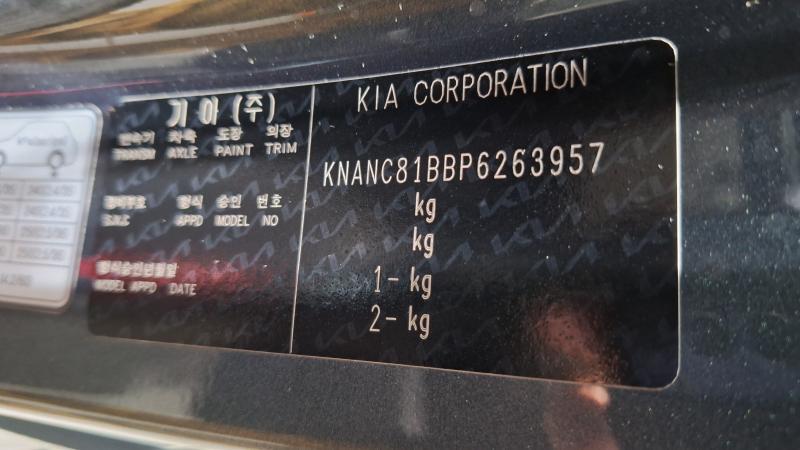 기아 (주)
변속기 차축 도장 의장
TRANSM AXLE PAINT TRIM
형식 승인 번호
APPD MODEL NO
MODEL APPD DATE
KIA CORPORATION
KNANC81BBP6263957
kg
kg
1- kg
2- kg